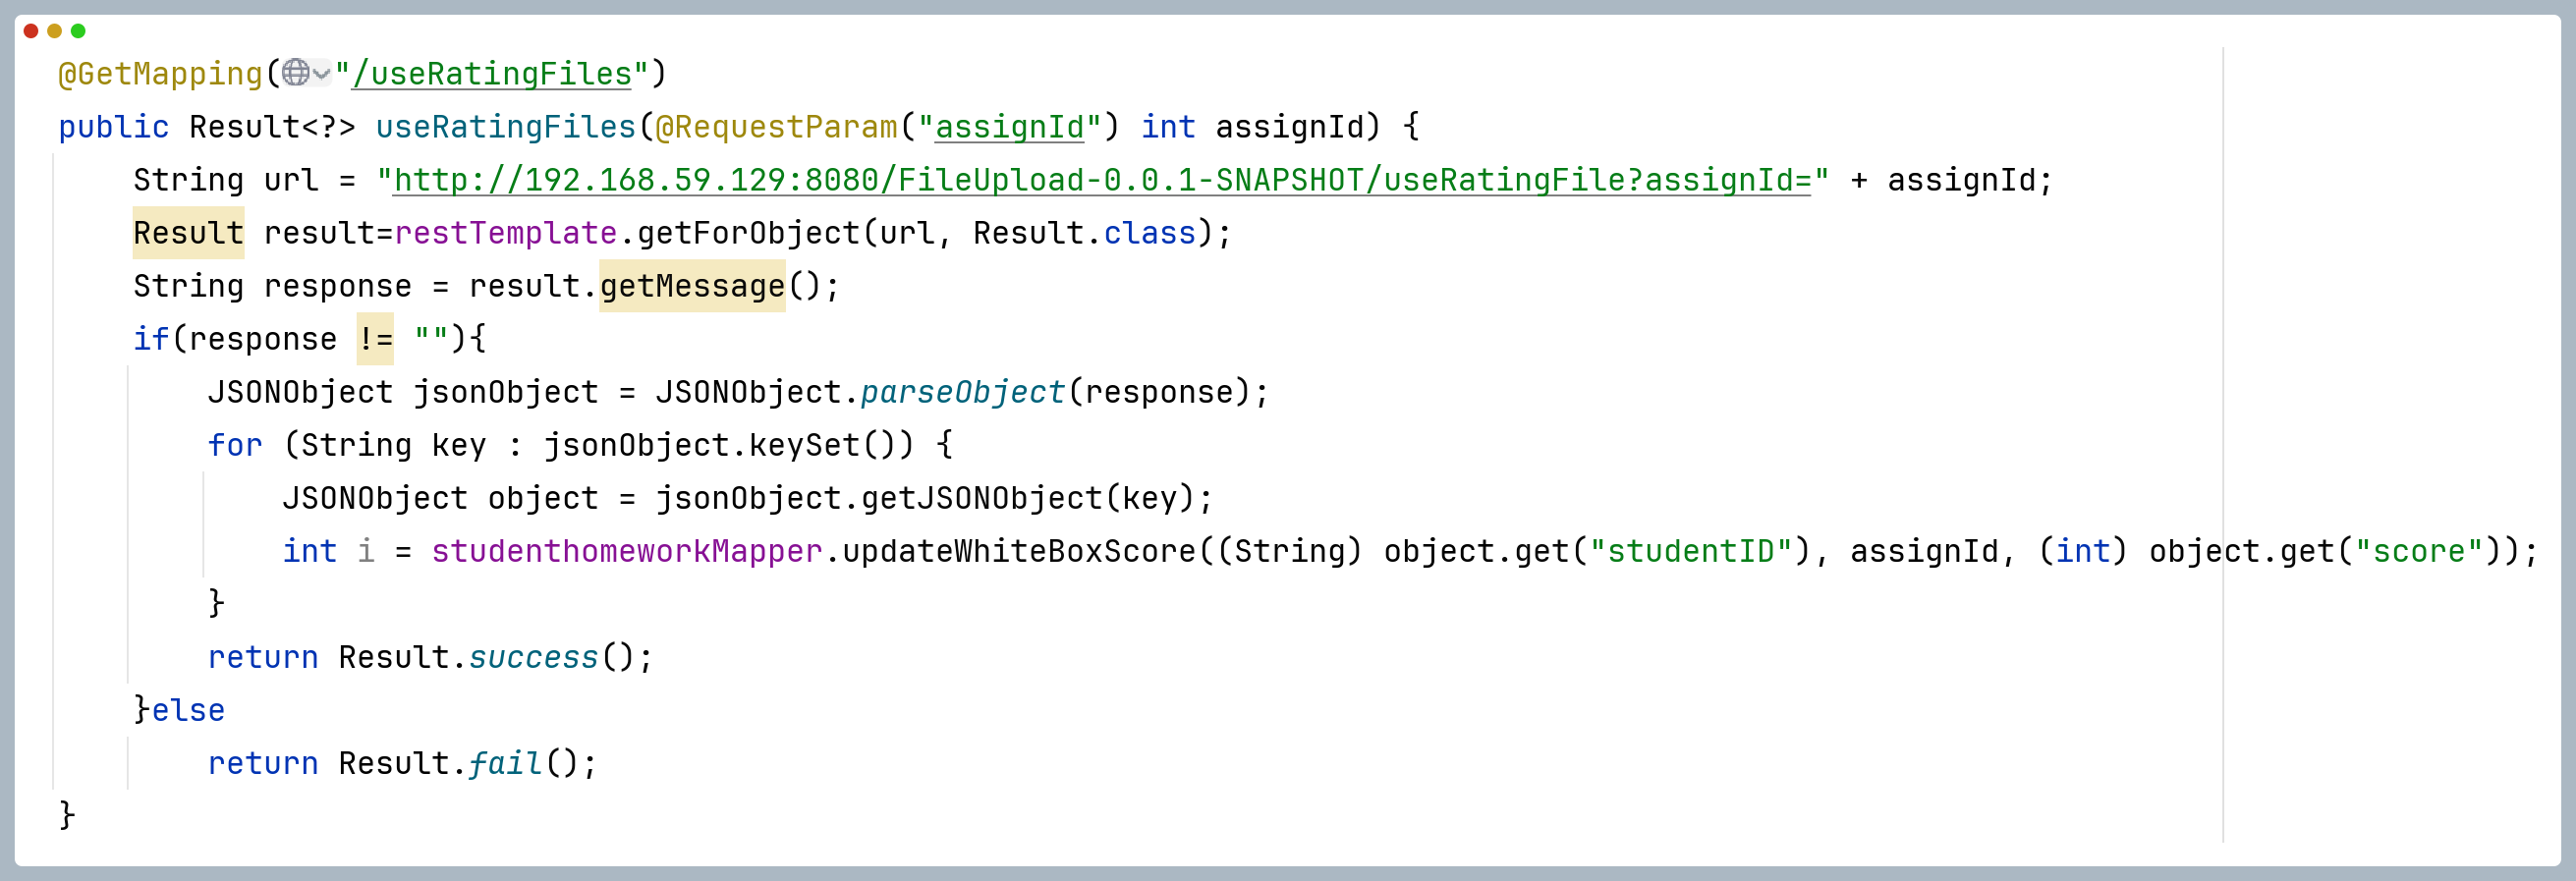 @GetMapping("/useRatingFiles")
public Result<?> useRatingFiles(@RequestParam("assignId") int assignId) {
    String url = "http://192.168.59.129:8080/FileUpload-0.0.1-SNAPSHOT/useRatingFile?assignId=" + assignId;
    Result result=restTemplate.getForObject(url, Result.class);
    String response = result.getMessage();
    if(response != ""){
        JSONObject jsonObject = JSONObject.parseObject(response);
        for (String key : jsonObject.keySet()) {
            JSONObject object = jsonObject.getJSONObject(key);
            int i = studenthomeworkMapper.updateWhiteBoxScore((String) object.get("studentID"), assignId, (int) object.get("score"));
        }
        return Result.success();
    }else
        return Result.fail();
}